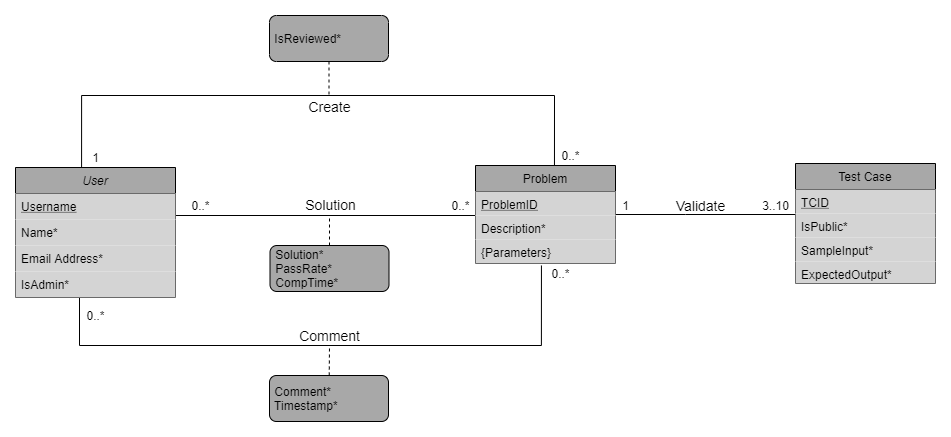 IsReviewed*
Create
1
0..*
User
Username
Name*
Email Address*
IsAdmin*
0..*
Solution
0..*
Solution*
PassRate*
CompTime*
Problem
ProblemID
Description*
{Parameters}
1
Validate
3..10
Test Case
TCID
IsPublic*
SampleInput*
ExpectedOutput*
0..*
0..*
Comment
Comment*
Timestamp*